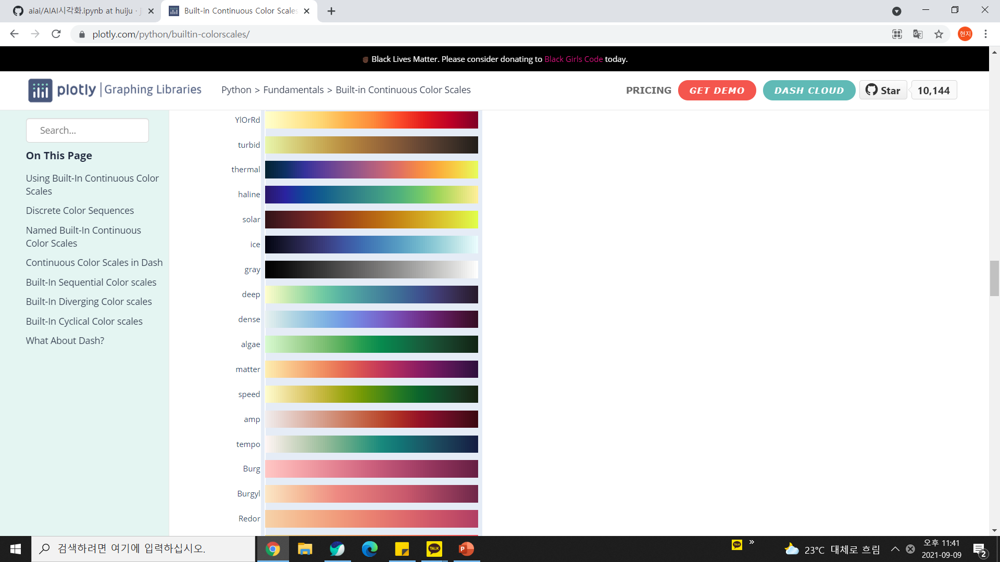 aiai/AIAI시각화.ipynb at huiju · j
Built-in Continuous Color Scales
plotly.com/python/builtin-colorscales/
현지
Black Lives Matter. Please consider donating to Black Girls Code today.
plotly | Graphing Libraries
Python > Fundamentals > Built-in Continuous Color Scales
PRICING
GET DEMO
DASH CLOUD
Star
10,144
Search...
On This Page
Using Built-In Continuous Color
Scales
Discrete Color Sequences
Named Built-In Continuous
Color Scales
Continuous Color Scales in Dash
Built-In Sequential Color scales
Built-In Diverging Color scales
Built-In Cyclical Color scales
What About Dash?
YlOrRd
turbid
thermal
haline
solar
ice
gray
deep
dense
algae
matter
speed
amp
tempo
Burg
Burgyl
Redor
검색하려면 여기에 입력하십시오.
TALK
P
TALK
23°C 대체로 흐림
오후 11:41
2021-09-09
2